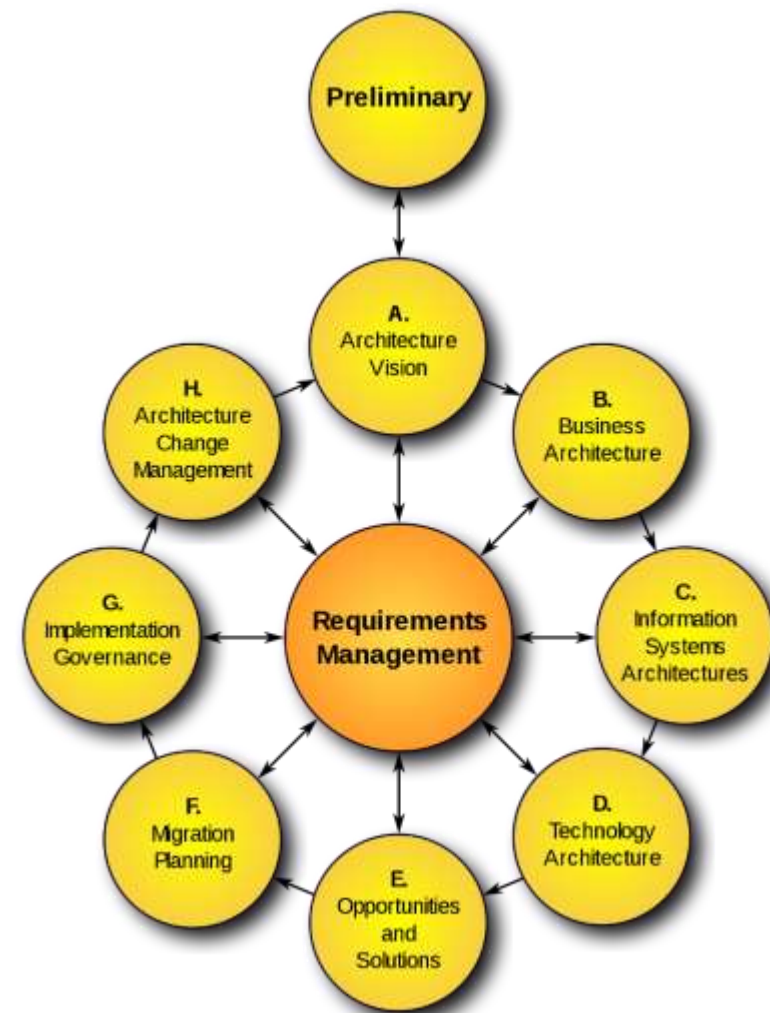 Preliminary
A.
Architecture
Vision
B.
Business
Architecture
C.
Information
Systems
Architectures
D.
Technology
Architecture
E.
Opportunities
and
Solutions
F.
Migration
Planning
G.
Implementation
Governance
H.
Architecture
Change
Management
Requirements
Management